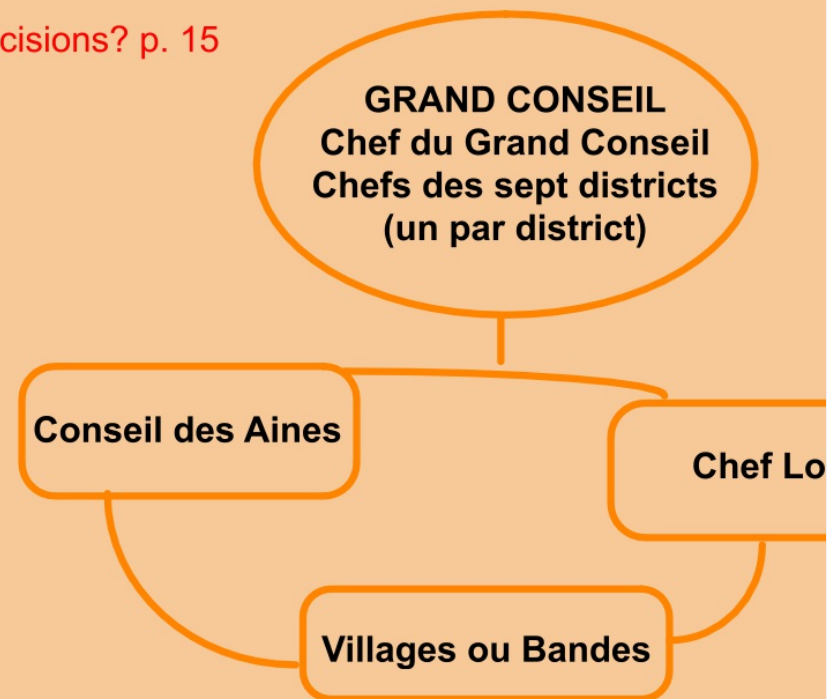 cisions? p. 15
GRAND CONSEIL
Chef du Grand Conseil
Chefs des sept districts
(un par district)
Conseil des Aines
Chef Lo
Villages ou Bandes